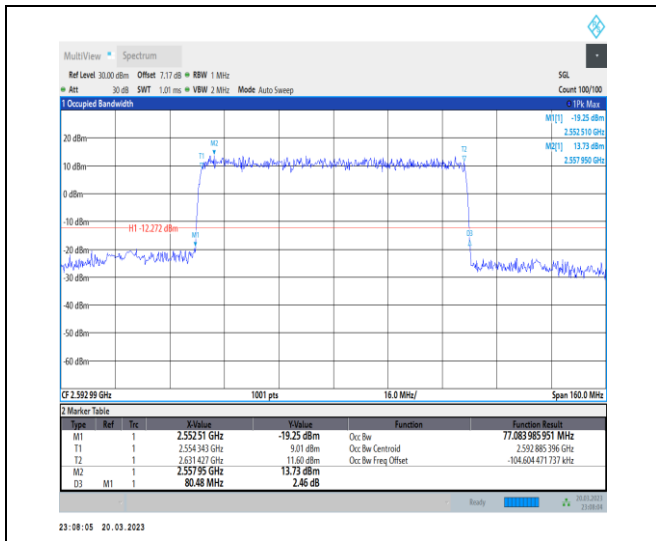 MultiView Spectrum
Ref Level 30.00 dBm Offset 7.17 dB RBW 1 MHz SGL
Att 30 dB SWT 1.01 ms VBW 2 MHz Mode Auto Sweep Count 100/100
1 Occupied Bandwidth 1Pk Max
M1[1] -19.25 dBm
2.552 510 GHz
M2[1] 13.73 dBm
2.557 950 GHz
20 dBm
M2
T1
T2
10 dBm
0 dBm
-10 dBm
H1 -12.272 dBm
M1
D3
-20 dBm
-30 dBm
-40 dBm
-50 dBm
-60 dBm
CF 2.592 99 GHz 1001 pts 16.0 MHz/ Span 160.0 MHz
2 Marker Table
Type Ref Trc X-Value Y-Value Function Function Result
M1 1 2.552 51 GHz -19.25 dBm Occ Bw 77.083 985 951 MHz
T1 1 2.554 343 GHz 9.01 dBm Occ Bw Centroid 2.592 885 396 GHz
T2 1 2.631 427 GHz 11.60 dBm Occ Bw Freq Offset -104.604 471 737 kHz
M2 1 2.557 95 GHz 13.73 dBm
D3 M1 1 80.48 MHz 2.46 dB
Ready 20.03.2023
23:08:04
23:08:05 20.03.2023